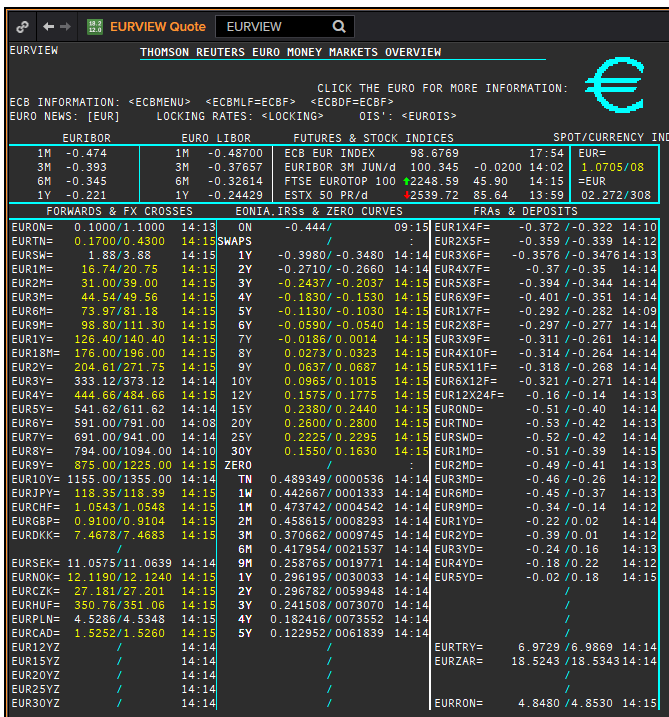 18.2 12.0 EURVIEW Quote EURVIEW
EURVIEW THOMSON REUTERS EURO MONEY MARKETS OVERVIEW
€
CLICK THE EURO FOR MORE INFORMATION:
ECB INFORMATION: <ECBMENU> <ECBMLF=ECBF> <ECBDF=ECBF>
EURO NEWS: [EUR] LOCKING RATES: <LOCKING> OIS': <EUROIS>
EURIBOR EURO LIBOR FUTURES & STOCK INDICES SPOT/CURRENCY IND
1M -0.474 1M -0.48700 ECB EUR INDEX 98.6769 17:54 EUR=
3M -0.393 3M -0.37657 EURIBOR 3M JUN/d 100.345 -0.0200 14:02 1.0705/08
6M -0.345 6M -0.32614 FTSE EUROTOP 100 ⬆2248.59 45.90 14:15 =EUR
1Y -0.221 1Y -0.24429 ESTX 50 PR/d ⬇2539.72 85.64 13:59 02.272/308
FORWARDS & FX CROSSES EONIA.IRSs & ZERO CURVES FRAs & DEPOSITS
EURON= 0.1000/1.1000 14:13 ON -0.444/ 09:15 EUR1X4F= -0.372 /-0.322 14:10
EURTN= 0.1700/0.4300 14:15 SWAPS / : EUR2X5F= -0.359 /-0.339 14:12
EURSW= 1.88/3.88 14:15 1Y -0.3980/-0.3480 14:14 EUR3X6F= -0.3576 /-0.3476 14:13
EUR1M= 16.74/20.75 14:15 2Y -0.2710/-0.2660 14:14 EUR4X7F= -0.37 /-0.35 14:14
EUR2M= 31.00/39.00 14:15 3Y -0.2437/-0.2037 14:15 EUR5X8F= -0.394 /-0.344 14:14
EUR3M= 44.54/49.56 14:15 4Y -0.1830/-0.1530 14:15 EUR6X9F= -0.401 /-0.351 14:14
EUR6M= 73.97/81.18 14:15 5Y -0.1130/-0.1030 14:15 EUR1X7F= -0.292 /-0.282 14:09
EUR9M= 98.80/111.30 14:15 6Y -0.0590/-0.0540 14:15 EUR2X8F= -0.297 /-0.277 14:14
EUR1Y= 126.40/140.40 14:15 7Y -0.0186/0.0014 14:15 EUR3X9F= -0.311 /-0.261 14:14
EUR18M= 176.00/196.00 14:15 8Y 0.0273/0.0323 14:15 EUR4X10F= -0.314 /-0.264 14:14
EUR2Y= 204.61/271.75 14:15 9Y 0.0637/0.0687 14:15 EUR5X11F= -0.318 /-0.268 14:14
EUR3Y= 333.12/373.12 14:14 10Y 0.0965/0.1015 14:15 EUR6X12F= -0.321 /-0.271 14:14
EUR4Y= 444.66/484.66 14:15 12Y 0.1575/0.1775 14:15 EUR12X24F= -0.16 /-0.14 14:13
EUR5Y= 541.62/611.62 14:14 15Y 0.2380/0.2440 14:15 EUROND= -0.51 /-0.40 14:14
EUR6Y= 591.00/791.00 14:08 20Y 0.2600/0.2800 14:15 EURTND= -0.53 /-0.42 14:13
EUR7Y= 691.00/941.00 14:14 25Y 0.2225/0.2295 14:15 EURSWD= -0.52 /-0.42 14:14
EUR8Y= 794.00/1094.00 14:10 30Y 0.1550/0.1630 14:15 EUR1MD= -0.51 /-0.39 14:15
EUR9Y= 875.00/1225.00 14:15 ZERO : EUR2MD= -0.49 /-0.41 14:13
EUR10Y= 1155.00/1355.00 14:14 TN 0.489349/0000536 14:14 EUR3MD= -0.46 /-0.26 14:12
EURJPY= 118.35/118.39 14:15 1W 0.442667/0001333 14:14 EUR6MD= -0.45 /-0.37 14:13
EURCHF= 1.0543/1.0548 14:15 1M 0.473742/0004542 14:14 EUR9MD= -0.34 /-0.14 14:12
EURGBP= 0.9100/0.9104 14:15 2M 0.458615/0008293 14:14 EUR1YD= -0.22 /0.02 14:14
EURDKK= 7.4678/7.4683 14:15 3M 0.370662/0009745 14:14 EUR2YD= -0.39 /0.01 14:12
/ 6M 0.417954/0021537 14:14 EUR3YD= -0.24 /0.16 14:13
EURSEK= 11.0575/11.0639 14:14 9M 0.258765/0019771 14:14 EUR4YD= -0.18 /0.22 14:12
EURNOK= 12.1190/12.1240 14:15 1Y 0.296195/0030033 14:14 EUR5YD= -0.02 /0.18 14:15
EURCZK= 27.181/27.201 14:15 2Y 0.296782/0059948 14:14 /
EURHUF= 350.76/351.06 14:15 3Y 0.241508/0073070 14:14 /
EURPLN= 4.5286/4.5348 14:15 4Y 0.182416/0073552 14:14 /
EURCAD= 1.5252/1.5260 14:15 5Y 0.122952/0061839 14:14 /
EUR12YZ / 14:14 / EURTRY= 6.9729 /6.9869 14:14
EUR15YZ / 14:14 / EURZAR= 18.5243 /18.5343 14:14
EUR20YZ / 14:14 / /
EUR25YZ / 14:14 / /
EUR30YZ / 14:14 / EURRON= 4.8480 /4.8530 14:15